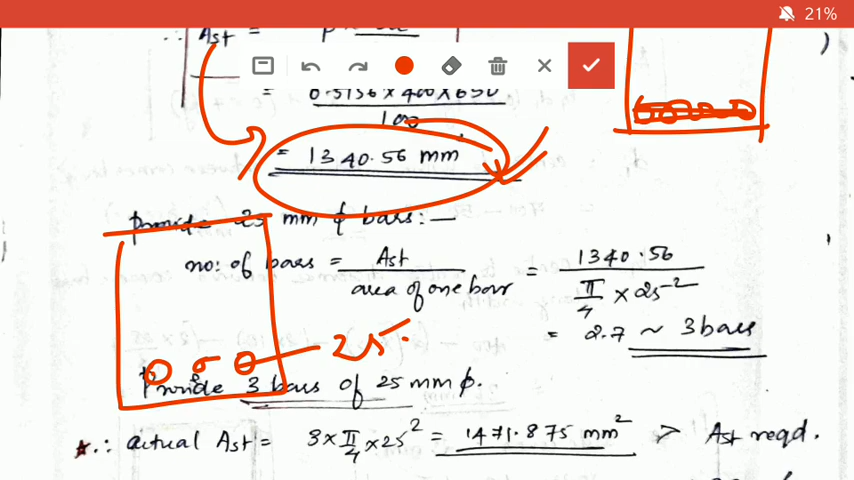 21%
∴ Ast =
= 0.5156 × 400 × 650
100
= 1340.56 mm
Provide 25 mm ϕ bars:—
no: of bars = Ast / area of one bar = 1340.56 / π/4 × 25^2
= 2.7 ~ 3 bars
25
Provide 3 bars of 25 mm ϕ.
*∴ actual Ast = 3 × π/4 × 25² = 1471.875 mm² > Ast reqd.